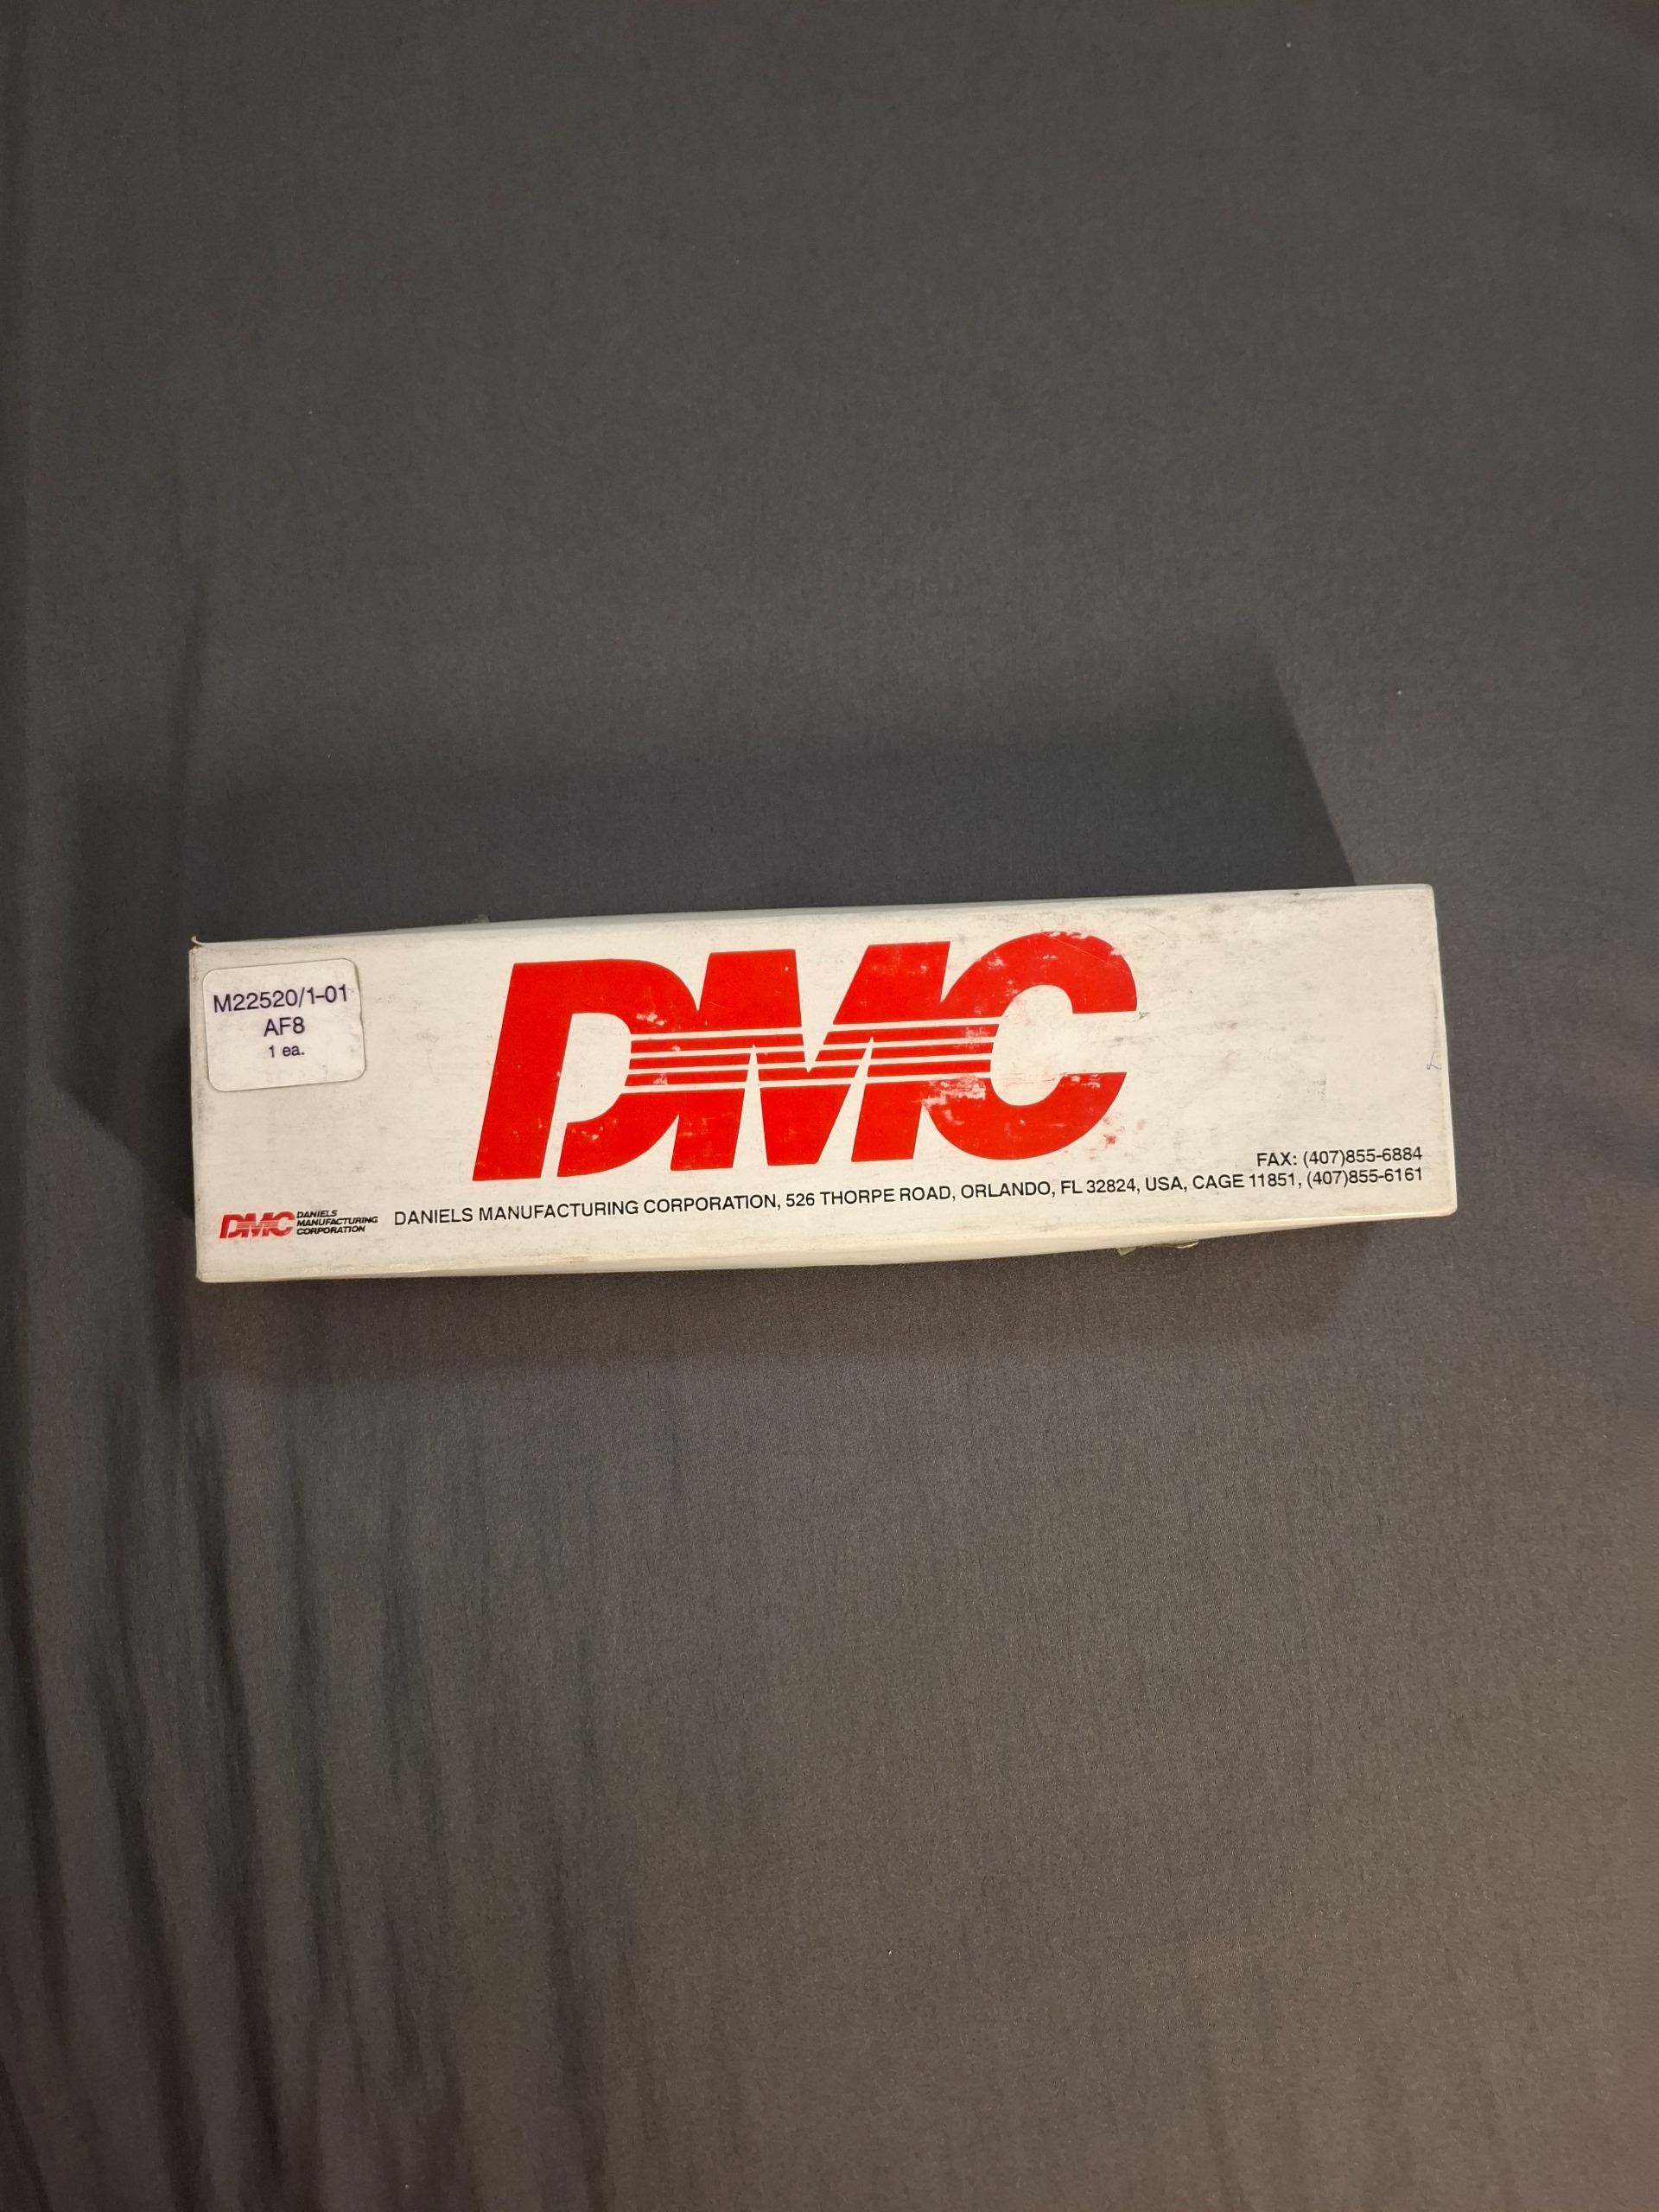 M22520/1-01
AF8
1 ea.
DMC
FAX: (407)855-6884
DMC DANIELS
MANUFACTURING
CORPORATION
DANIELS MANUFACTURING CORPORATION, 526 THORPE ROAD, ORLANDO, FL 32824, USA, CAGE 11851, (407)855-6161